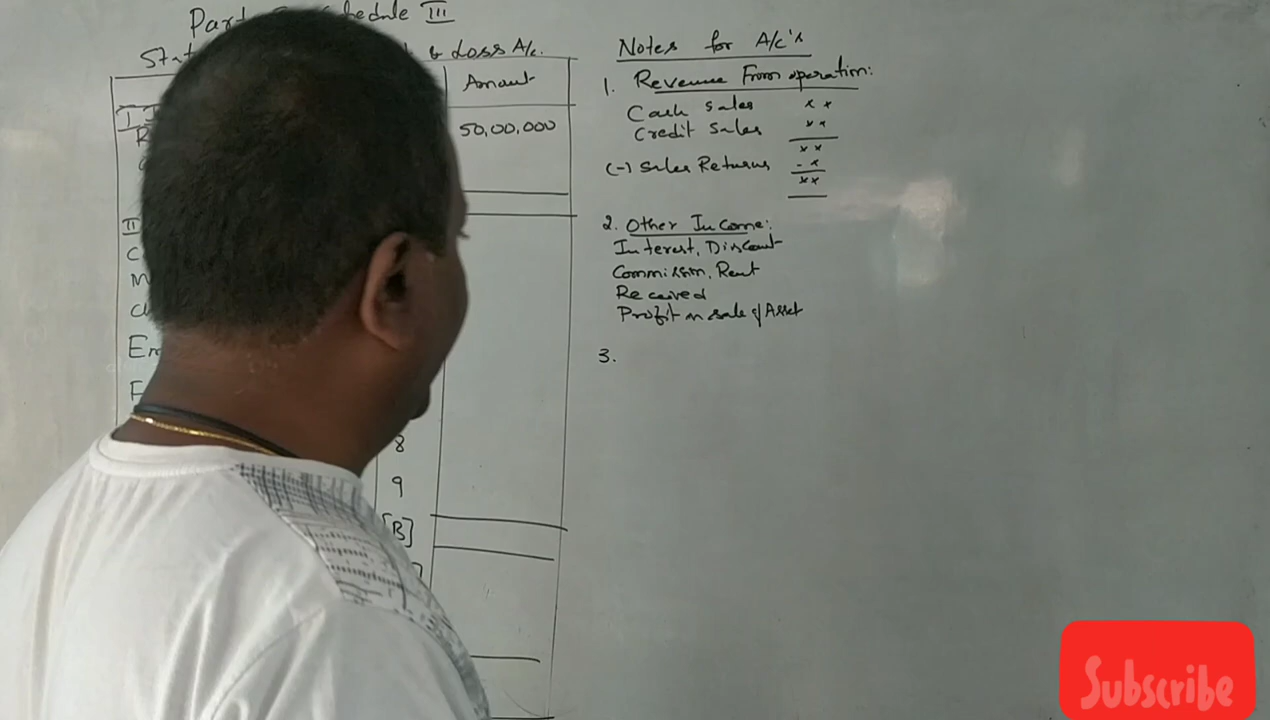 Part Schedule III
& Loss A/c.
Amount
50,00,000
II
8
9
[B]
Notes for A/c's
1. Revenue From operation:
Cash Sales x x
Credit Sales x x
x x
(-) Sales Returns - x
x x
2. Other Income:
Interest, Discount
Commission, Rent
Received
Profit on sale of Asset
3.
Subscribe